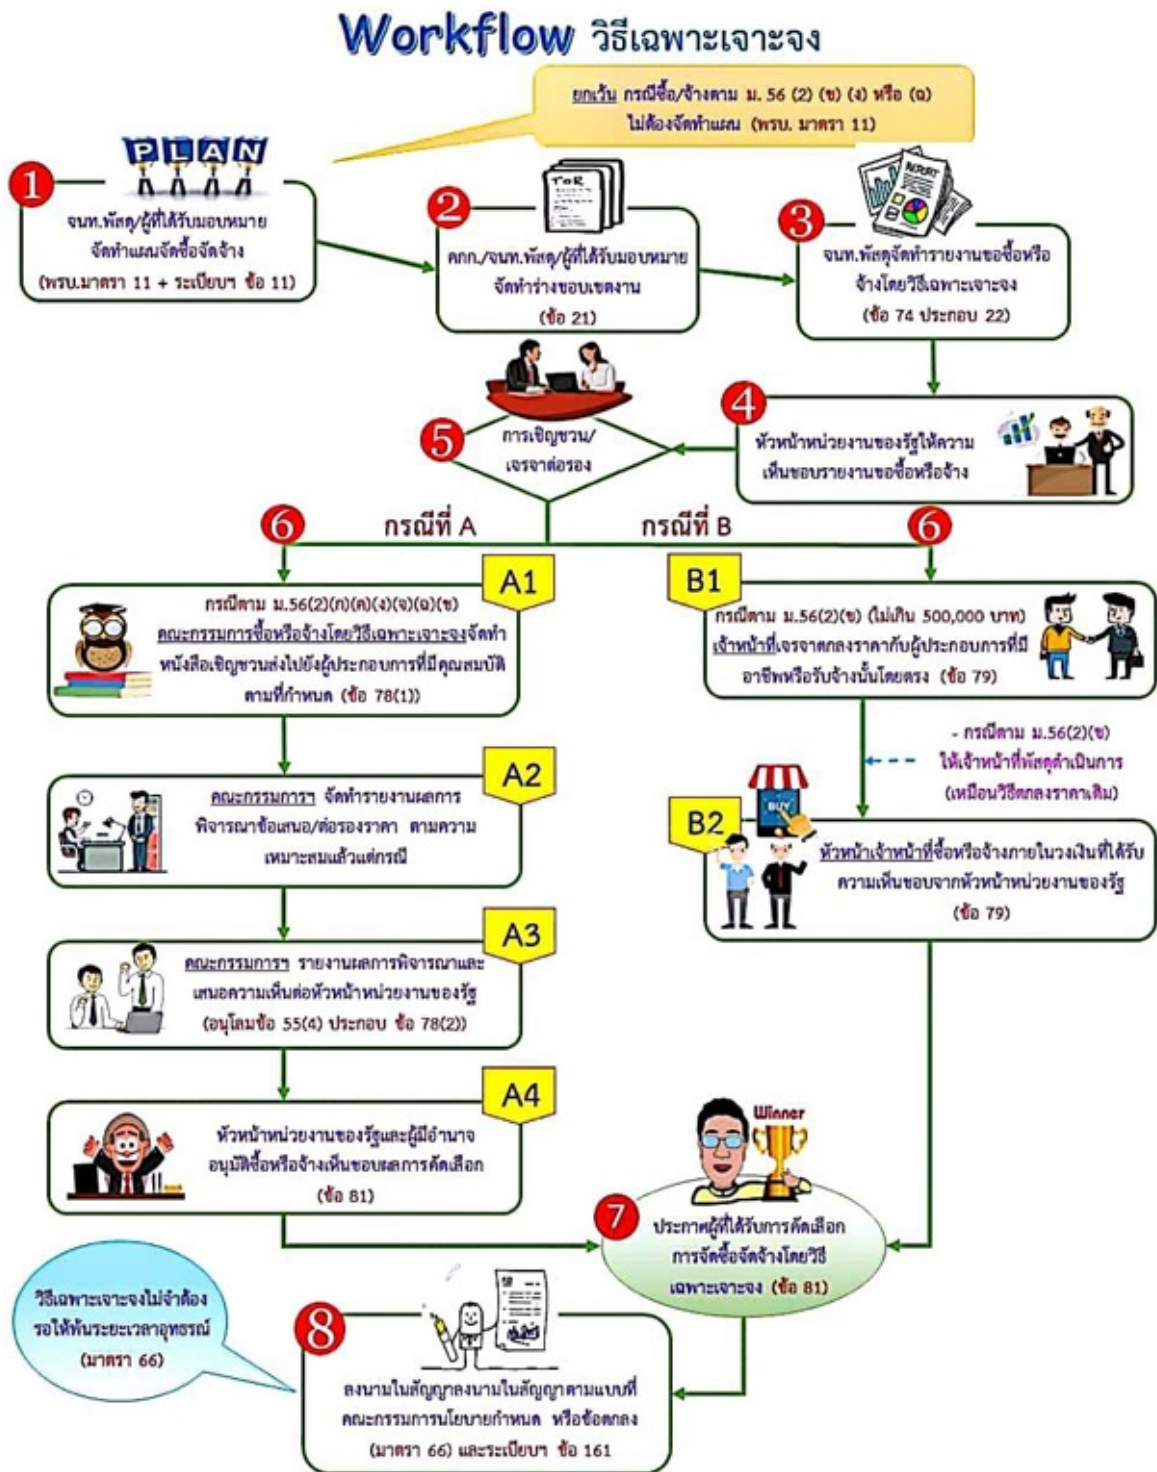 Workflow วิธีเฉพาะเจาะจง
ยกเว้น กรณีซื้อ/จ้างตาม ม. 56 (2) (ข) (ง) หรือ (ฉ)
ไม่ต้องจัดทำแผน (พรบ. มาตรา 11)
PLAN
1
จนท.พัสดุ/ผู้ที่ได้รับมอบหมาย
จัดทำแผนจัดซื้อจัดจ้าง
(พรบ.มาตรา 11 + ระเบียบฯ ข้อ 11)
TOR
2
คกก./จนท.พัสดุ/ผู้ที่ได้รับมอบหมาย
จัดทำร่างขอบเขตงาน
(ข้อ 21)
REPORT
3
จนท.พัสดุจัดทำรายงานขอซื้อหรือ
จ้างโดยวิธีเฉพาะเจาะจง
(ข้อ 74 ประกอบ 22)
4
หัวหน้าหน่วยงานของรัฐให้ความ
เห็นชอบรายงานขอซื้อหรือจ้าง
5
การเชิญชวน/
เจรจาต่อรอง
6
กรณีที่ A
กรณีที่ B
6
A1
กรณีตาม ม.56(2)(ก)(ค)(ง)(จ)(ฉ)(ช)
คณะกรรมการซื้อหรือจ้างโดยวิธีเฉพาะเจาะจงจัดทำ
หนังสือเชิญชวนส่งไปยังผู้ประกอบการที่มีคุณสมบัติ
ตามที่กำหนด (ข้อ 78(1))
B1
กรณีตาม ม.56(2)(ข) (ไม่เกิน 500,000 บาท)
เจ้าหน้าที่เจรจาตกลงราคากับผู้ประกอบการที่มี
อาชีพหรือรับจ้างนั้นโดยตรง (ข้อ 79)
- กรณีตาม ม.56(2)(ข)
ให้เจ้าหน้าที่พัสดุดำเนินการ
(เหมือนวิธีตกลงราคาเดิม)
A2
คณะกรรมการฯ จัดทำรายงานผลการ
พิจารณาข้อเสนอ/ต่อรองราคา ตามความ
เหมาะสมแล้วแต่กรณี
BUY
B2
หัวหน้าเจ้าหน้าที่ซื้อหรือจ้างภายในวงเงินที่ได้รับ
ความเห็นชอบจากหัวหน้าหน่วยงานของรัฐ
(ข้อ 79)
A3
คณะกรรมการฯ รายงานผลการพิจารณาและ
เสนอความเห็นต่อหัวหน้าหน่วยงานของรัฐ
(อนุโลมข้อ 55(4) ประกอบ ข้อ 78(2))
A4
หัวหน้าหน่วยงานของรัฐและผู้มีอำนาจ
อนุมัติซื้อหรือจ้างเห็นชอบผลการคัดเลือก
(ข้อ 81)
Winner
7
ประกาศผู้ที่ได้รับการคัดเลือก
การจัดซื้อจัดจ้างโดยวิธี
เฉพาะเจาะจง (ข้อ 81)
วิธีเฉพาะเจาะจงไม่จำต้อง
รอให้พ้นระยะเวลาอุทธรณ์
(มาตรา 66)
8
ลงนามในสัญญาลงนามในสัญญาตามแบบที่
คณะกรรมการนโยบายกำหนด หรือข้อตกลง
(มาตรา 66) และระเบียบฯ ข้อ 161